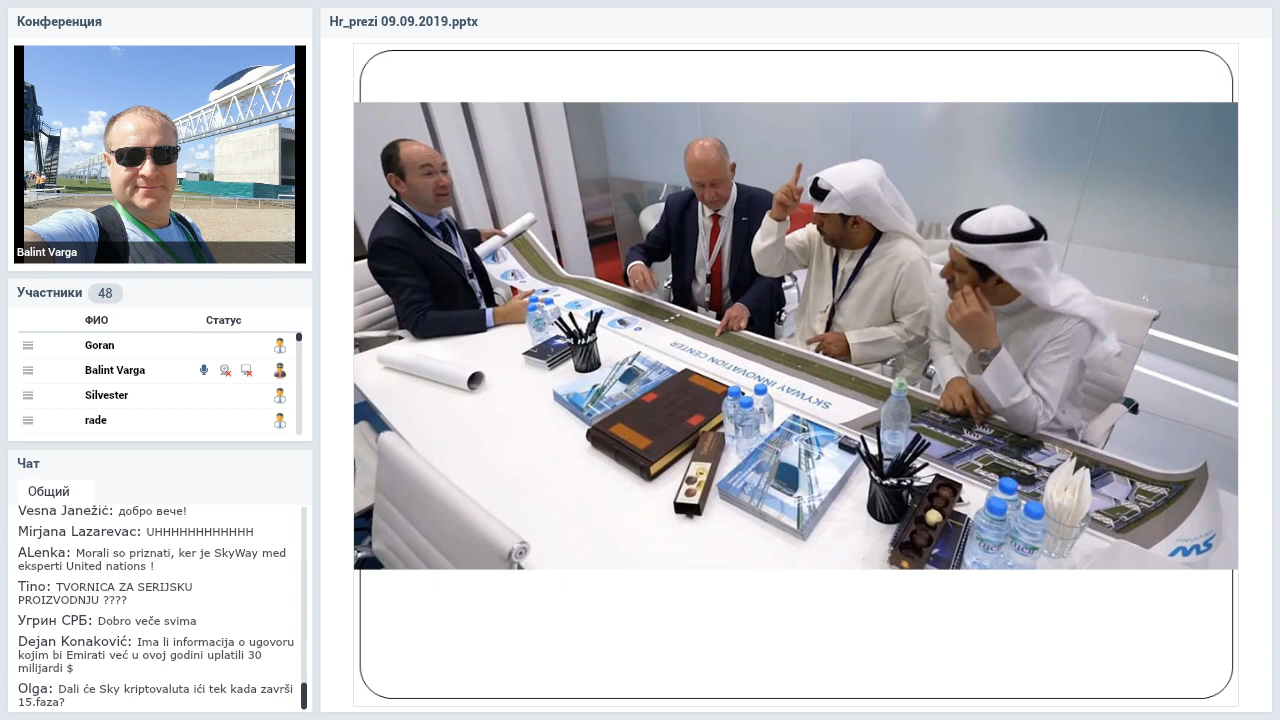 Конференция
Balint Varga
Участники 48
ФИО Статус
Goran
Balint Varga
Silvester
rade
Чат
Общий
Vesna Janežić: добро вече!
Mirjana Lazarevac: UHHHHHHHHHHHH
ALenka: Morali so priznati, ker je SkyWay med
eksperti United nations !
Tino: TVORNICA ZA SERIJSKU
PROIZVODNJU ????
Угрин СРБ: Dobro veče svima
Dejan Konaković: Ima li informacija o ugovoru
kojim bi Emirati već u ovoj godini uplatili 30
milijardi $
Olga: Dali će Sky kriptovaluta ići tek kada završi
15.faza?
Hr_prezi 09.09.2019.pptx
SKYWAY INNOVATION CENTER